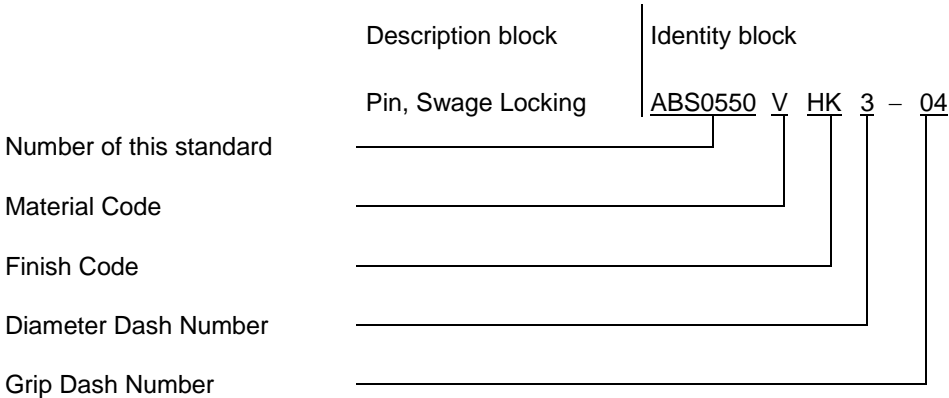 Description block Identity block
Pin, Swage Locking ABS0550 V HK 3 – 04
Number of this standard
Material Code
Finish Code
Diameter Dash Number
Grip Dash Number